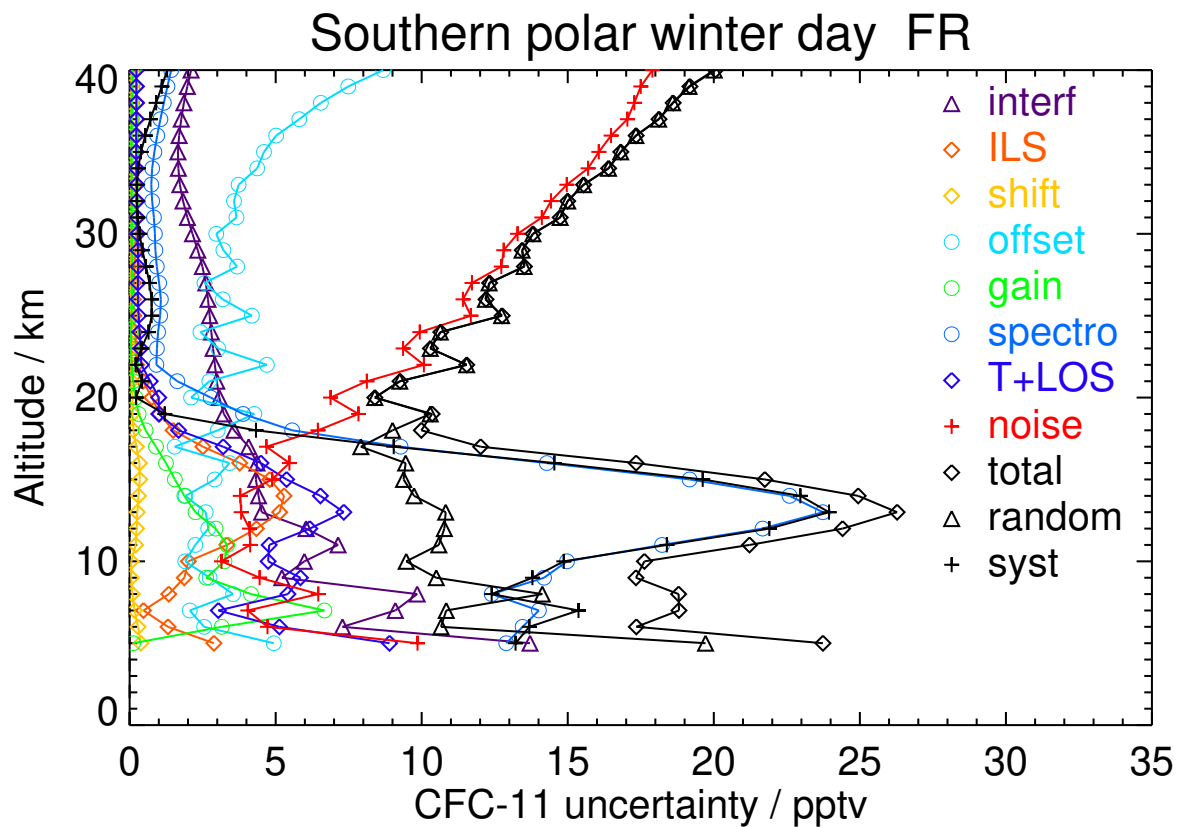 Southern polar winter day  FR
40
30
20
10
0
Altitude / km
interf
ILS
shift
offset
gain
spectro
T+LOS
noise
total
random
syst
0 5 10 15 20 25 30 35
CFC-11 uncertainty / pptv